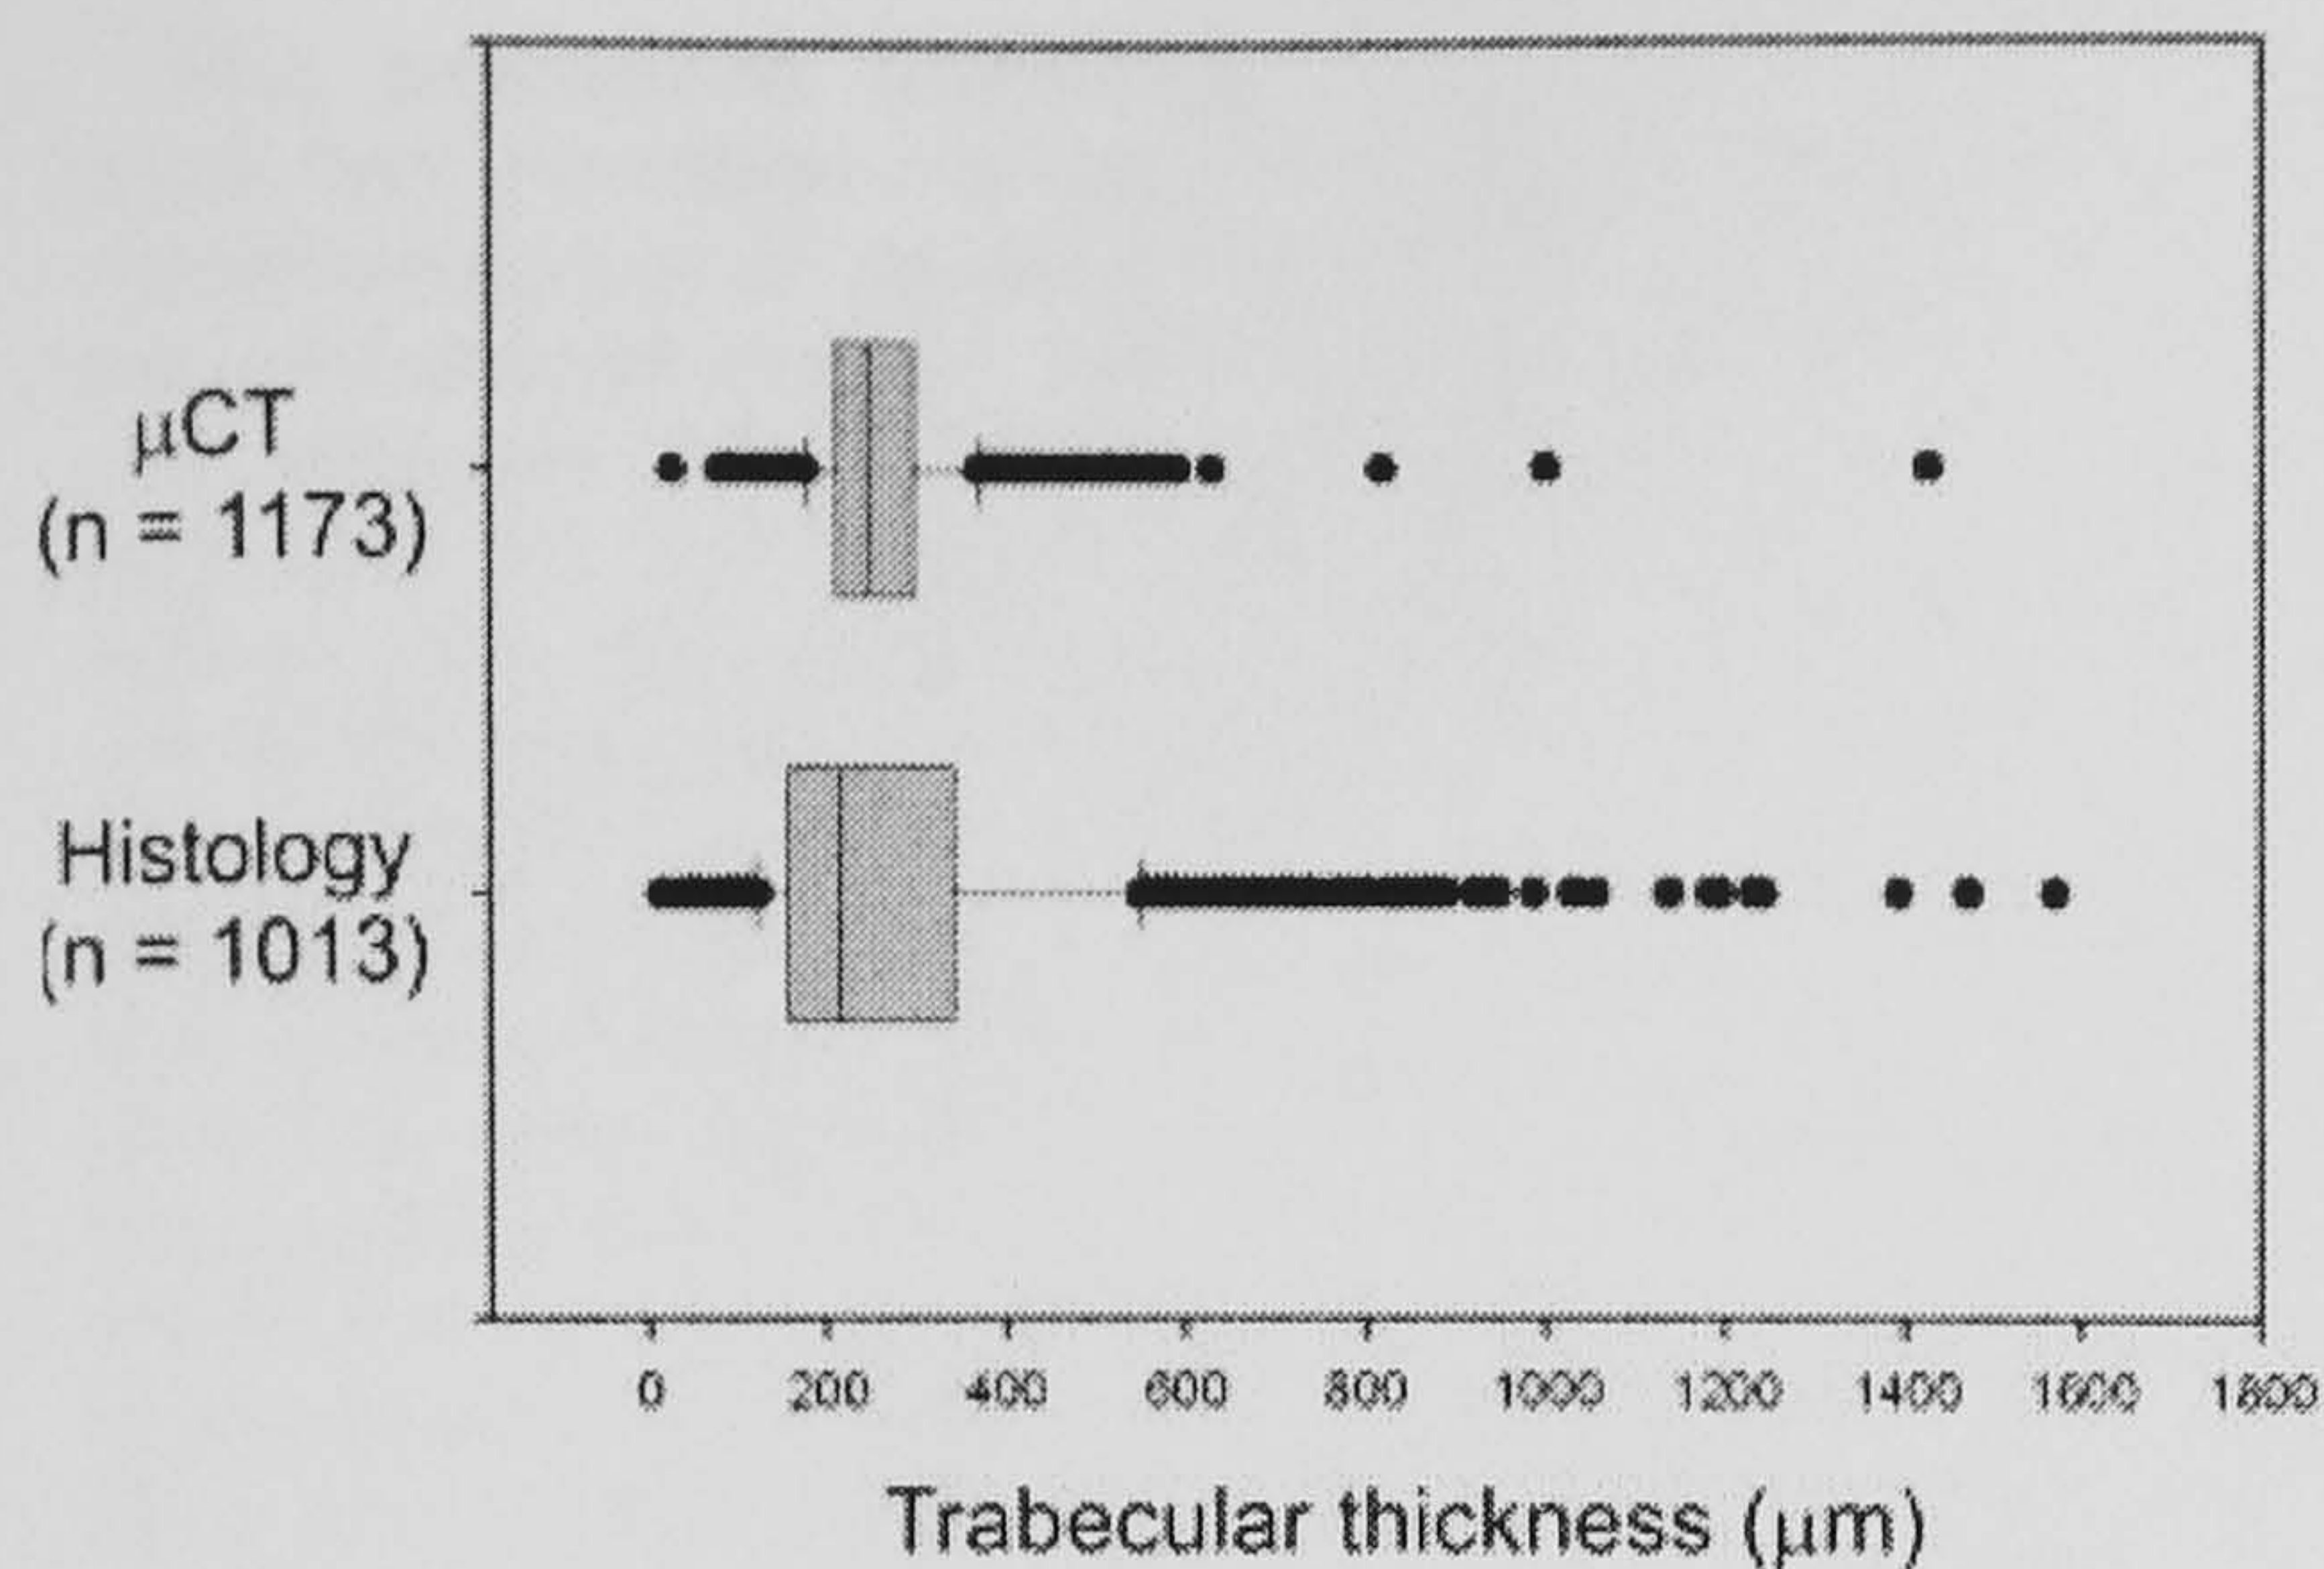 μCT
(n = 1173)
Histology
(n = 1013)
0 200 400 600 800 1000 1200 1400 1600 1800
Trabecular thickness (μm)